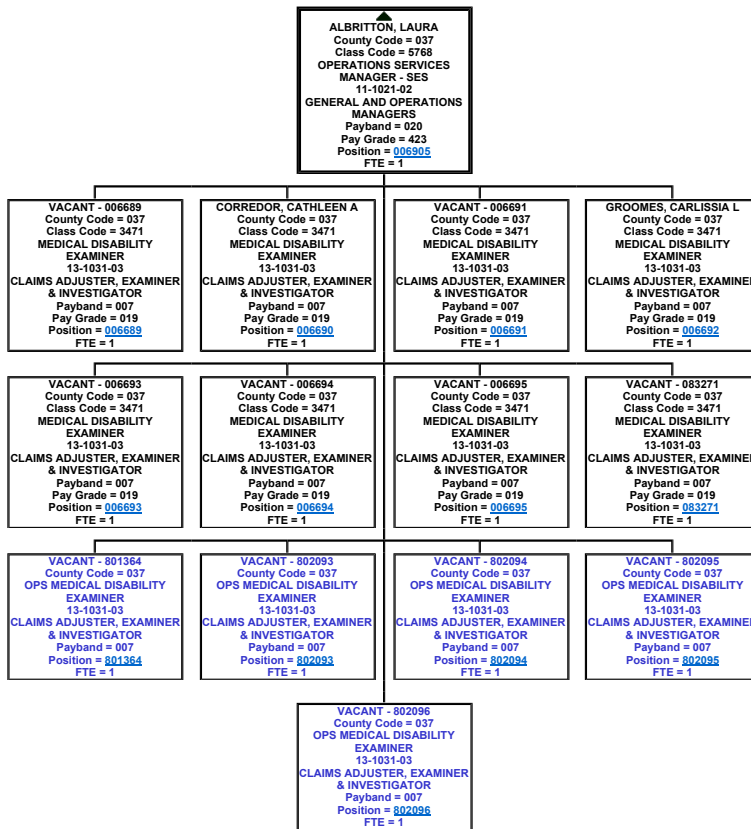 ALBRITTON, LAURA
County Code = 037
Class Code = 5768
OPERATIONS SERVICES
MANAGER - SES
11-1021-02
GENERAL AND OPERATIONS
MANAGERS
Payband = 020
Pay Grade = 423
Position = 006905
FTE = 1
VACANT - 006689
County Code = 037
Class Code = 3471
MEDICAL DISABILITY
EXAMINER
13-1031-03
CLAIMS ADJUSTER, EXAMINER
& INVESTIGATOR
Payband = 007
Pay Grade = 019
Position = 006689
FTE = 1
CORREDOR, CATHLEEN A
County Code = 037
Class Code = 3471
MEDICAL DISABILITY
EXAMINER
13-1031-03
CLAIMS ADJUSTER, EXAMINER
& INVESTIGATOR
Payband = 007
Pay Grade = 019
Position = 006690
FTE = 1
VACANT - 006691
County Code = 037
Class Code = 3471
MEDICAL DISABILITY
EXAMINER
13-1031-03
CLAIMS ADJUSTER, EXAMINER
& INVESTIGATOR
Payband = 007
Pay Grade = 019
Position = 006691
FTE = 1
GROOMES, CARLISSIA L
County Code = 037
Class Code = 3471
MEDICAL DISABILITY
EXAMINER
13-1031-03
CLAIMS ADJUSTER, EXAMINER
& INVESTIGATOR
Payband = 007
Pay Grade = 019
Position = 006692
FTE = 1
VACANT - 006693
County Code = 037
Class Code = 3471
MEDICAL DISABILITY
EXAMINER
13-1031-03
CLAIMS ADJUSTER, EXAMINER
& INVESTIGATOR
Payband = 007
Pay Grade = 019
Position = 006693
FTE = 1
VACANT - 006694
County Code = 037
Class Code = 3471
MEDICAL DISABILITY
EXAMINER
13-1031-03
CLAIMS ADJUSTER, EXAMINER
& INVESTIGATOR
Payband = 007
Pay Grade = 019
Position = 006694
FTE = 1
VACANT - 006695
County Code = 037
Class Code = 3471
MEDICAL DISABILITY
EXAMINER
13-1031-03
CLAIMS ADJUSTER, EXAMINER
& INVESTIGATOR
Payband = 007
Pay Grade = 019
Position = 006695
FTE = 1
VACANT - 083271
County Code = 037
Class Code = 3471
MEDICAL DISABILITY
EXAMINER
13-1031-03
CLAIMS ADJUSTER, EXAMINER
& INVESTIGATOR
Payband = 007
Pay Grade = 019
Position = 083271
FTE = 1
VACANT - 801364
County Code = 037
OPS MEDICAL DISABILITY
EXAMINER
13-1031-03
CLAIMS ADJUSTER, EXAMINER
& INVESTIGATOR
Payband = 007
Position = 801364
FTE = 1
VACANT - 802093
County Code = 037
OPS MEDICAL DISABILITY
EXAMINER
13-1031-03
CLAIMS ADJUSTER, EXAMINER
& INVESTIGATOR
Payband = 007
Position = 802093
FTE = 1
VACANT - 802094
County Code = 037
OPS MEDICAL DISABILITY
EXAMINER
13-1031-03
CLAIMS ADJUSTER, EXAMINER
& INVESTIGATOR
Payband = 007
Position = 802094
FTE = 1
VACANT - 802095
County Code = 037
OPS MEDICAL DISABILITY
EXAMINER
13-1031-03
CLAIMS ADJUSTER, EXAMINER
& INVESTIGATOR
Payband = 007
Position = 802095
FTE = 1
VACANT - 802096
County Code = 037
OPS MEDICAL DISABILITY
EXAMINER
13-1031-03
CLAIMS ADJUSTER, EXAMINER
& INVESTIGATOR
Payband = 007
Position = 802096
FTE = 1